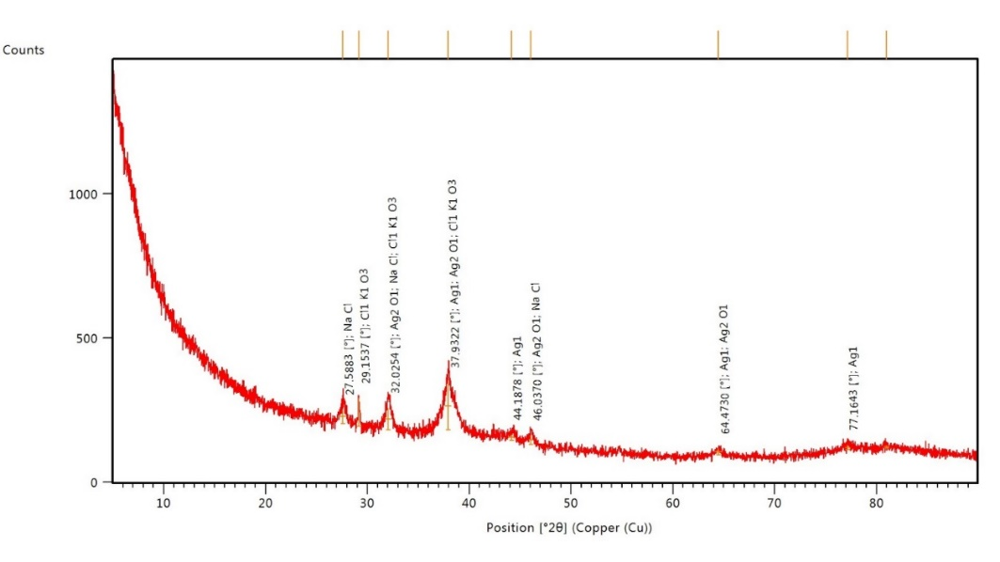 Counts
1000
500
0
27.5883 [°]; Na Cl
29.1537 [°]; Cl1 K1 O3
32.0254 [°]; Ag2 O1; Na Cl; Cl1 K1 O3
37.9322 [°]; Ag1; Ag2 O1; Cl1 K1 O3
44.1878 [°]; Ag1
46.0370 [°]; Ag2 O1; Na Cl
64.4730 [°]; Ag1; Ag2 O1
77.1643 [°]; Ag1
10 20 30 40 50 60 70 80
Position [°2θ] (Copper (Cu))